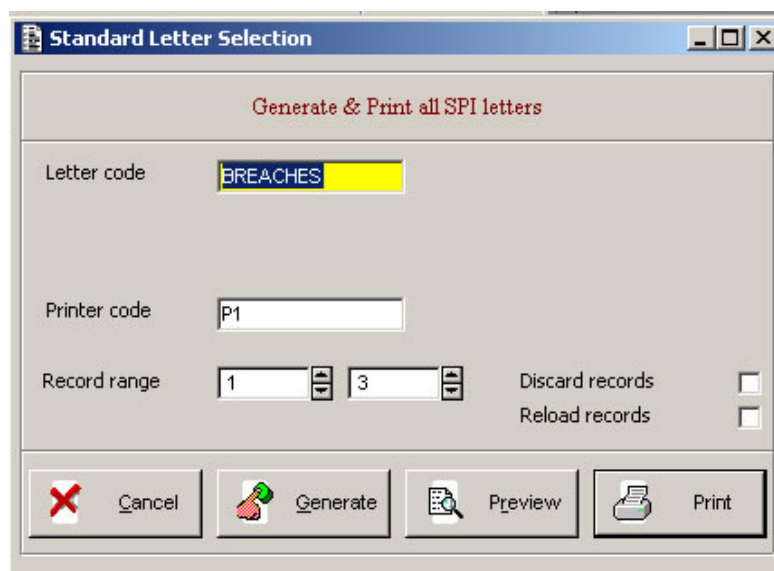 Standard Letter Selection
Generate & Print all SPI letters
Letter code BREACHES
Printer code P1
Record range 1 3 Discard records
Reload records
Cancel Generate Preview Print